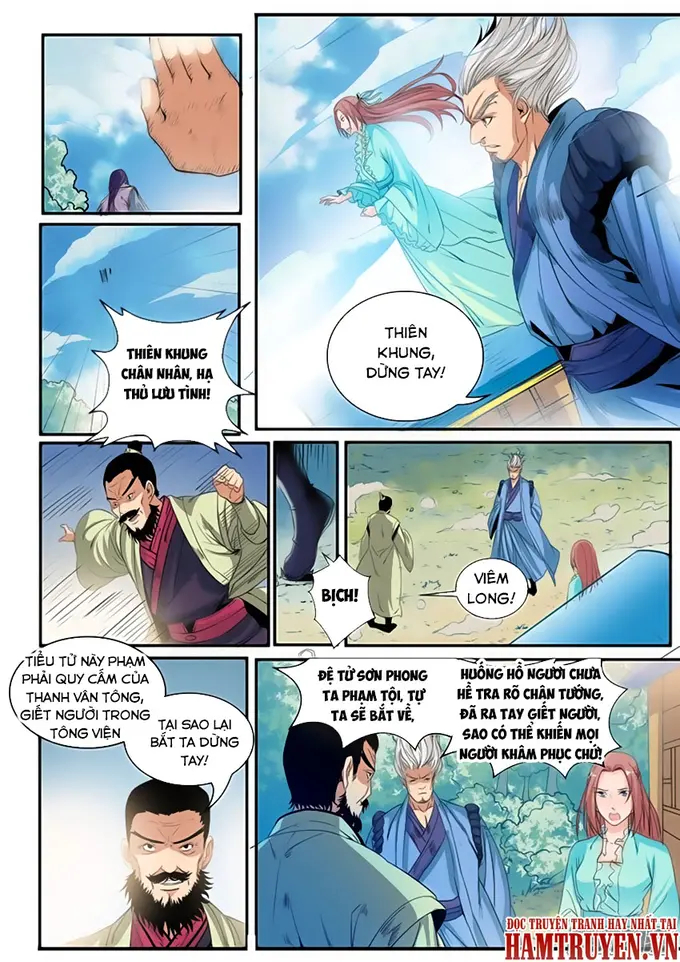 THIÊN
KHUNG,
DỪNG TAY!
THIÊN KHUNG
CHÂN NHÂN, HẠ
THỦ LƯU TÌNH!
BỊCH!
VIÊM
LONG!
TIỂU TỬ NÀY PHẠM
PHẢI QUY CẤM CỦA
THANH VÂN TÔNG,
GIẾT NGƯỜI TRONG
TÔNG VIỆN
TẠI SAO LẠI
BẮT TA DỪNG
TAY!
ĐỆ TỬ SƠN PHONG
TA PHẠM TỘI, TỰ
TA SẼ BẮT VỀ,
HUỐNG HỒ NGƯƠI CHƯA
HỀ TRA RÕ CHÂN TƯỚNG,
ĐÃ RA TAY GIẾT NGƯỜI,
SAO CÓ THỂ KHIẾN MỌI
NGƯỜI KHÂM PHỤC CHỨ!
ĐỌC TRUYỆN TRANH HAY NHẤT TẠI
HAMTRUYEN.VN